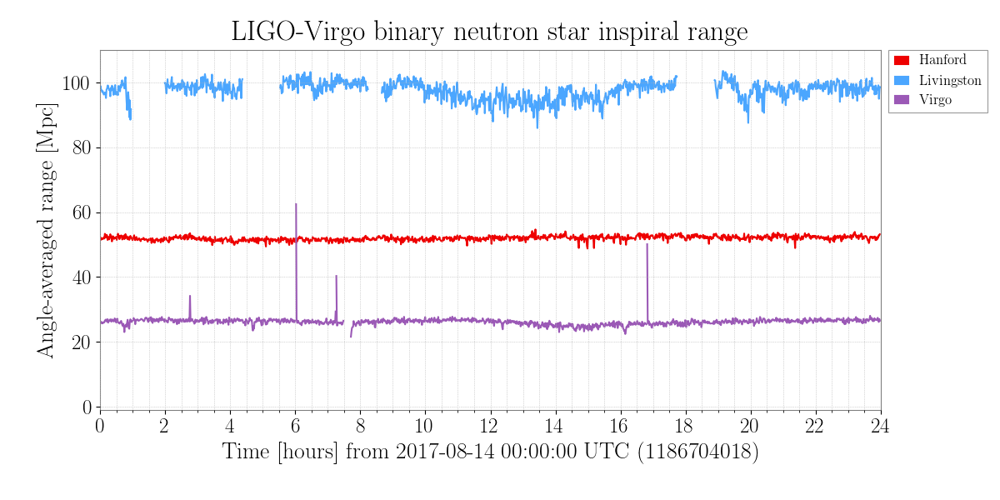 LIGO-Virgo binary neutron star inspiral range
Hanford
Livingston
Virgo
Angle-averaged range [Mpc]
100
80
60
40
20
0
0 2 4 6 8 10 12 14 16 18 20 22 24
Time [hours] from 2017-08-14 00:00:00 UTC (1186704018)